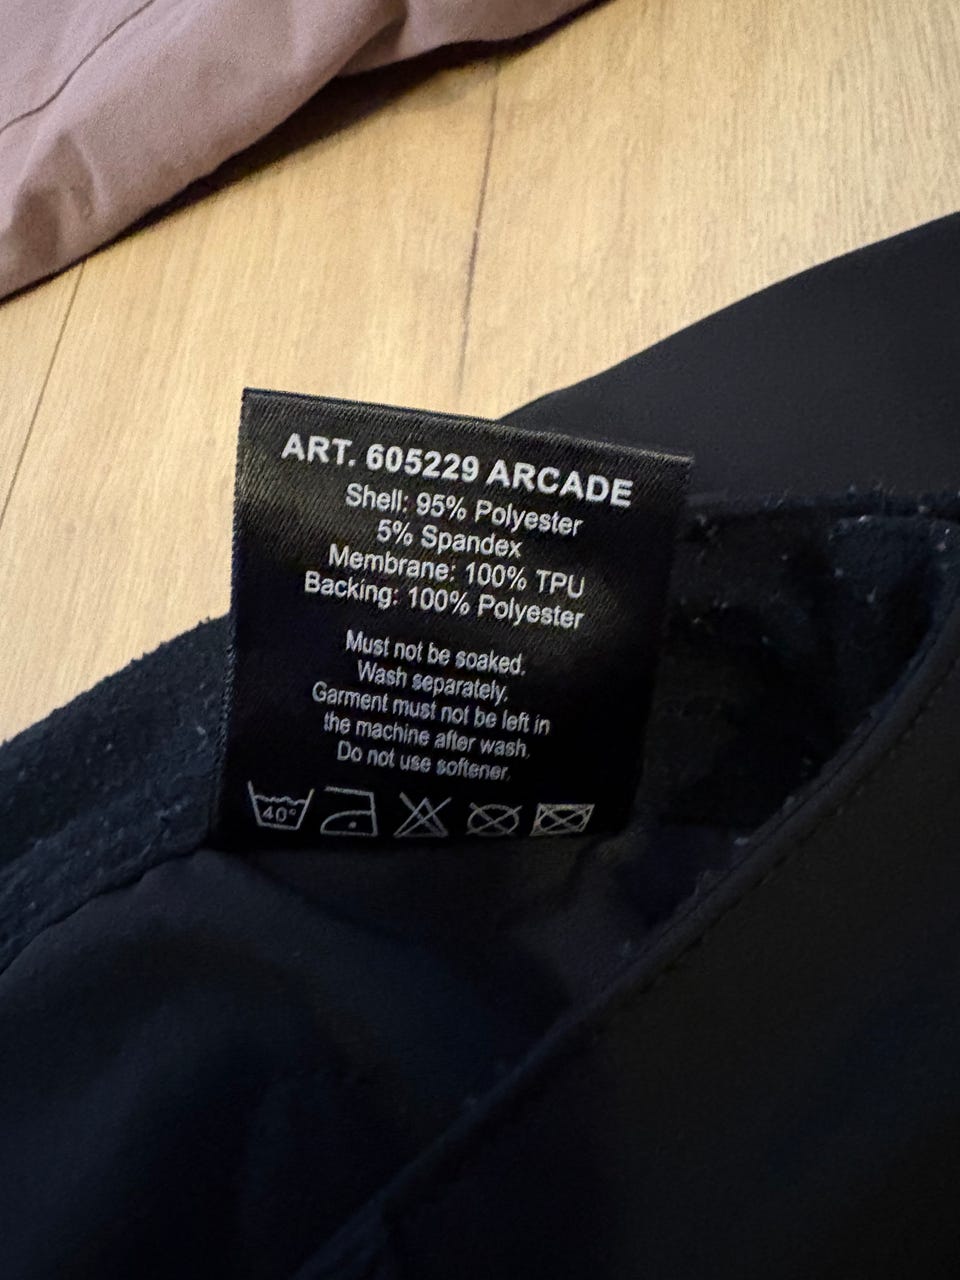 ART. 605229 ARCADE
Shell: 95% Polyester
5% Spandex
Membrane: 100% TPU
Backing: 100% Polyester
Must not be soaked.
Wash separately.
Garment must not be left in
the machine after wash.
Do not use softener.
40°